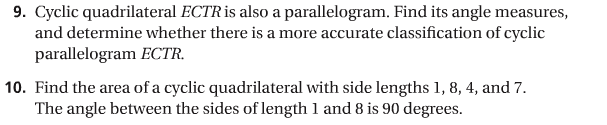 9. Cyclic quadrilateral ECTR is also a parallelogram. Find its angle measures,
and determine whether there is a more accurate classification of cyclic
parallelogram ECTR.
10. Find the area of a cyclic quadrilateral with side lengths 1, 8, 4, and 7.
The angle between the sides of length 1 and 8 is 90 degrees.